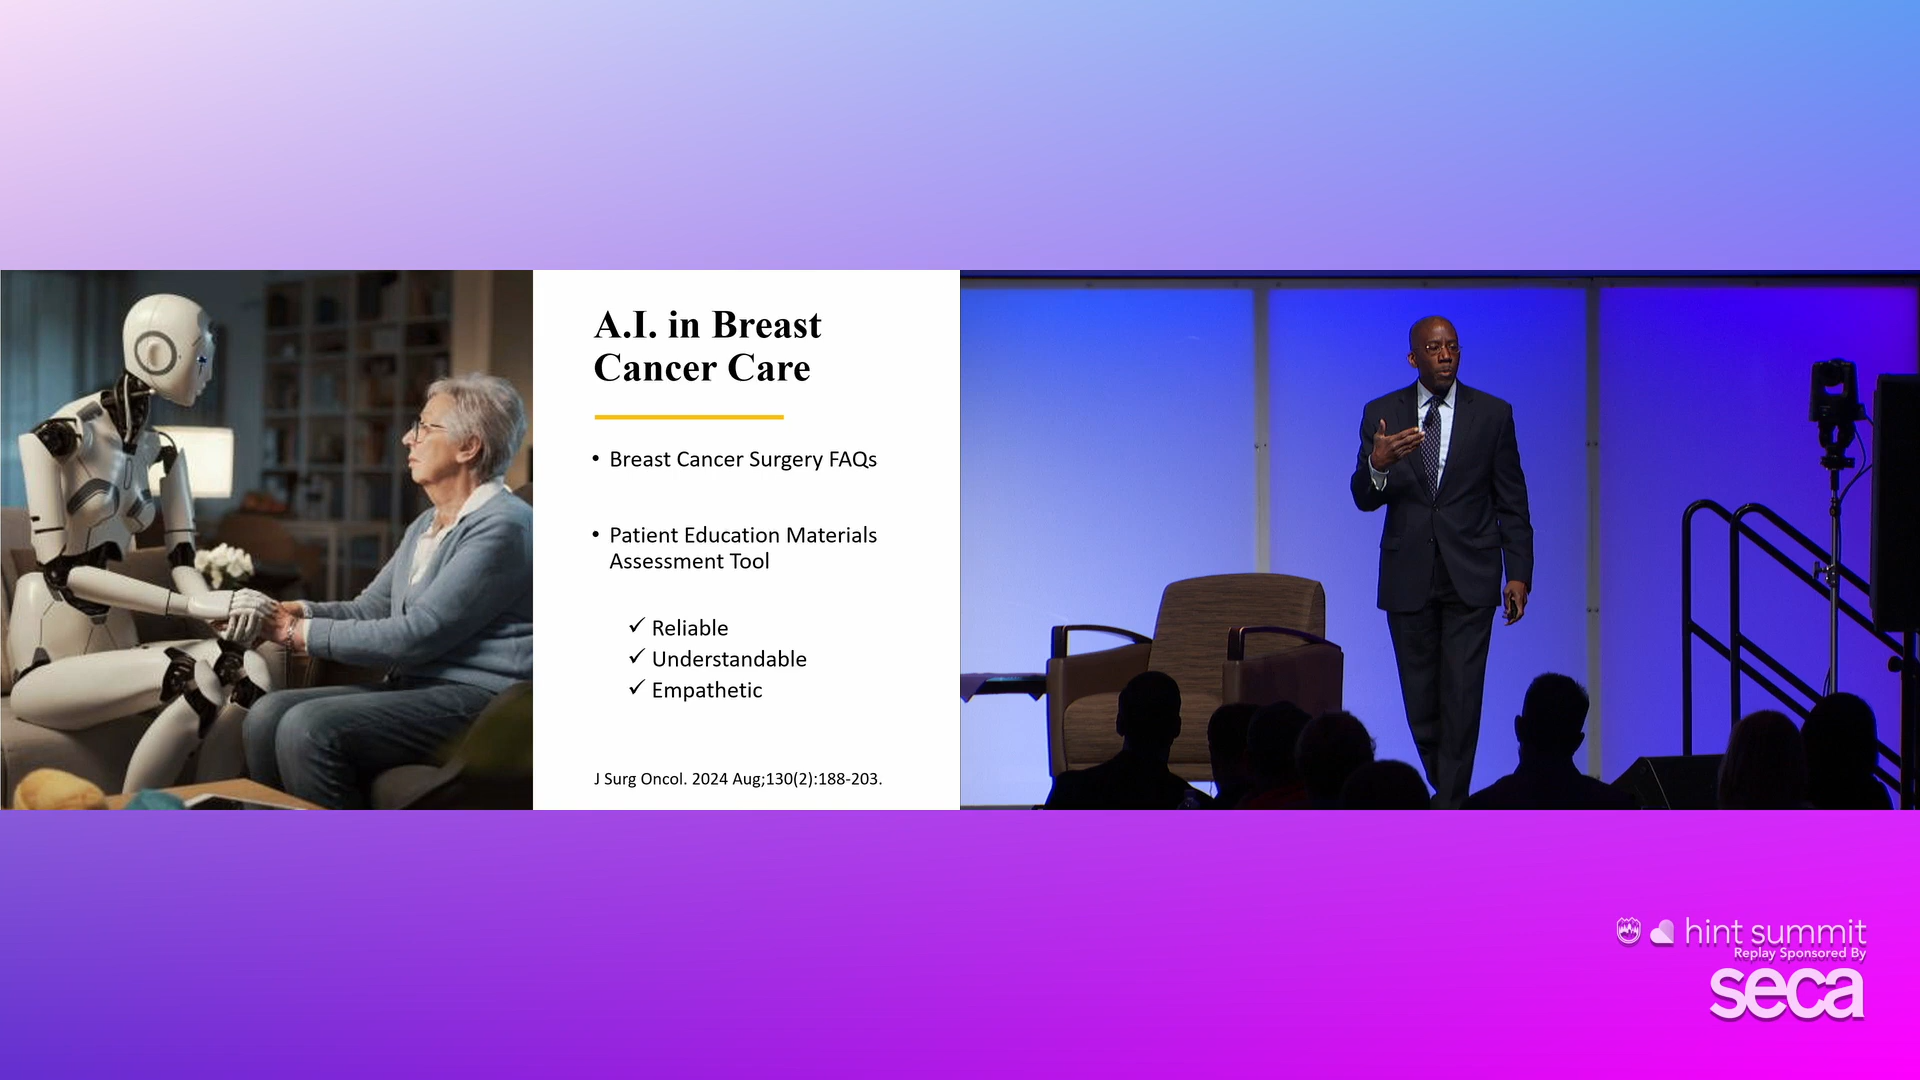 A.I. in Breast
Cancer Care
• Breast Cancer Surgery FAQs
• Patient Education Materials
Assessment Tool
✓ Reliable
✓ Understandable
✓ Empathetic
J Surg Oncol. 2024 Aug;130(2):188-203.
hint summit
Replay Sponsored By
seca